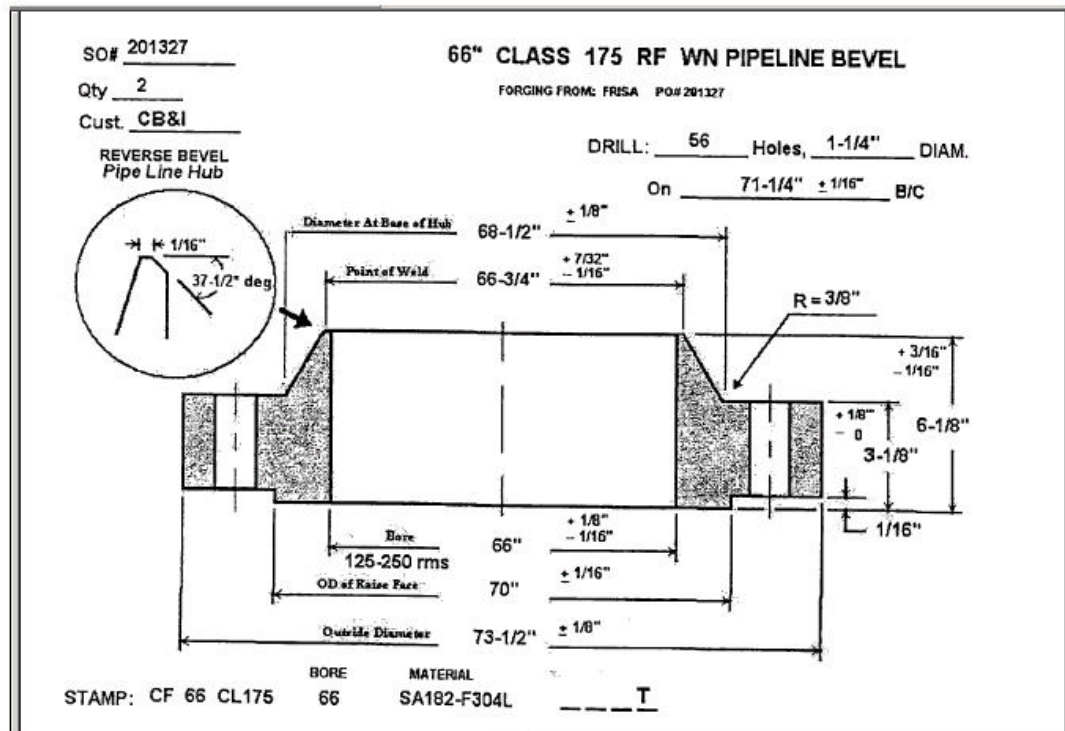 SO# 201327
Qty 2
Cust. CB&I
66" CLASS 175 RF WN PIPELINE BEVEL
FORGING FROM: FRISA PO# 201327
DRILL: 56 Holes, 1-1/4" DIAM.
On 71-1/4" ± 1/16" B/C
REVERSE BEVEL
Pipe Line Hub
1/16"
37-1/2" deg.
Diameter At Base of Hub 68-1/2" ± 1/8"
Point of Weld 66-3/4" + 7/32" – 1/16"
R = 3/8"
+ 3/16"
– 1/16"
6-1/8"
+ 1/8"
– 0
3-1/8"
1/16"
Bore 66" + 1/8" – 1/16"
125-250 rms
OD of Raise Face 70" ± 1/16"
Outside Diameter 73-1/2" ± 1/8"
BORE MATERIAL
STAMP: CF 66 CL175 66 SA182-F304L _ _ _ _ T